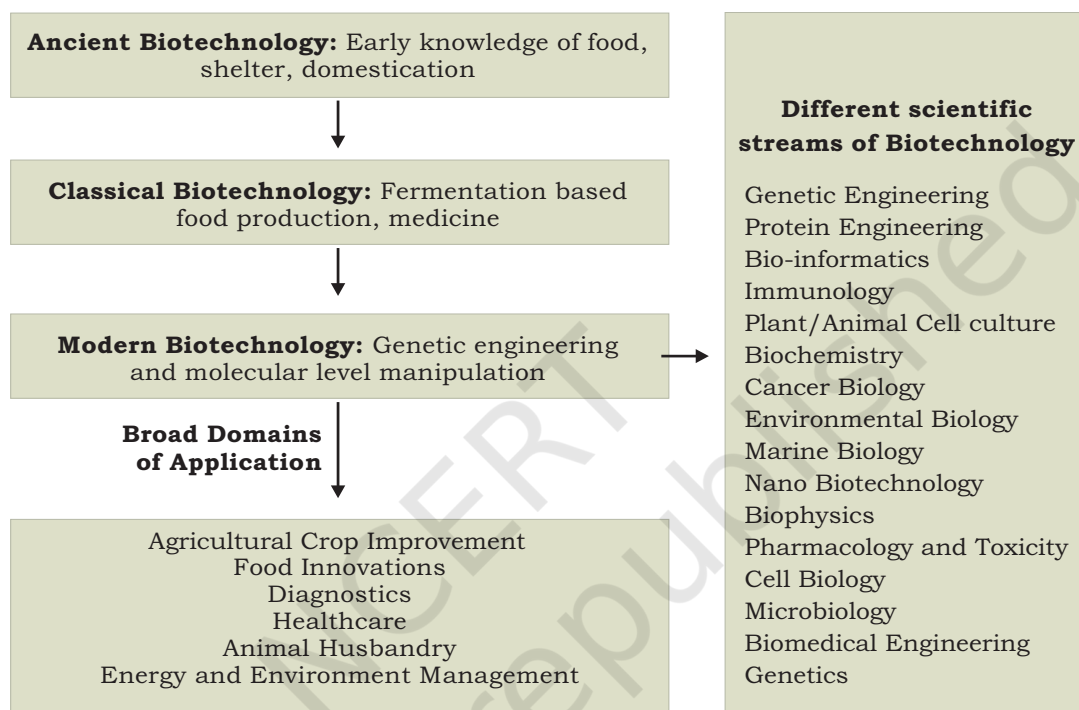 Ancient Biotechnology: Early knowledge of food,
shelter, domestication
Classical Biotechnology: Fermentation based
food production, medicine
Modern Biotechnology: Genetic engineering
and molecular level manipulation
Broad Domains
of Application
Agricultural Crop Improvement
Food Innovations
Diagnostics
Healthcare
Animal Husbandry
Energy and Environment Management
Different scientific
streams of Biotechnology
Genetic Engineering
Protein Engineering
Bio-informatics
Immunology
Plant/Animal Cell culture
Biochemistry
Cancer Biology
Environmental Biology
Marine Biology
Nano Biotechnology
Biophysics
Pharmacology and Toxicity
Cell Biology
Microbiology
Biomedical Engineering
Genetics
NCERT
republished